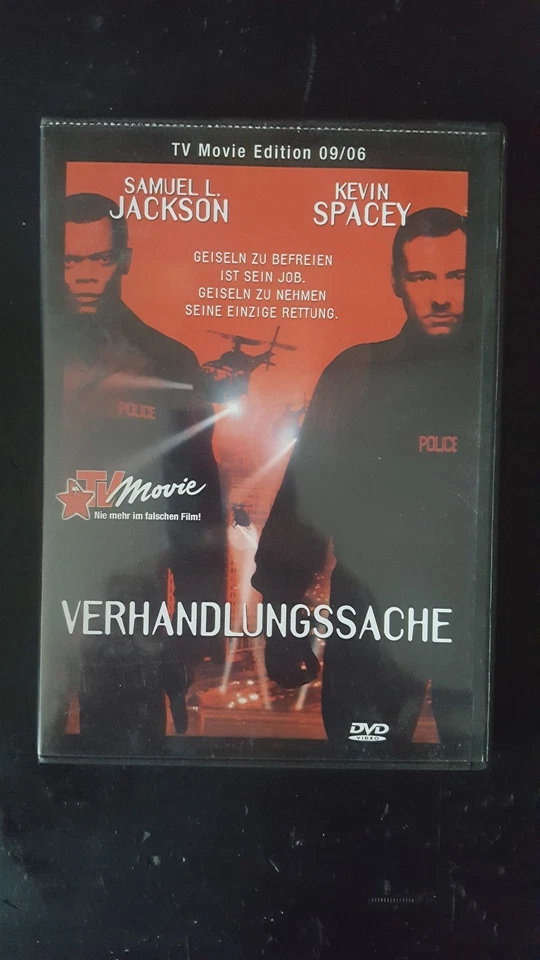 TV Movie Edition 09/06
SAMUEL L.
JACKSON
KEVIN
SPACEY
GEISELN ZU BEFREIEN
IST SEIN JOB.
GEISELN ZU NEHMEN
SEINE EINZIGE RETTUNG.
POLICE
POLICE
TV Movie
Nie mehr im falschen Film!
VERHANDLUNGSSACHE
DVD
VIDEO